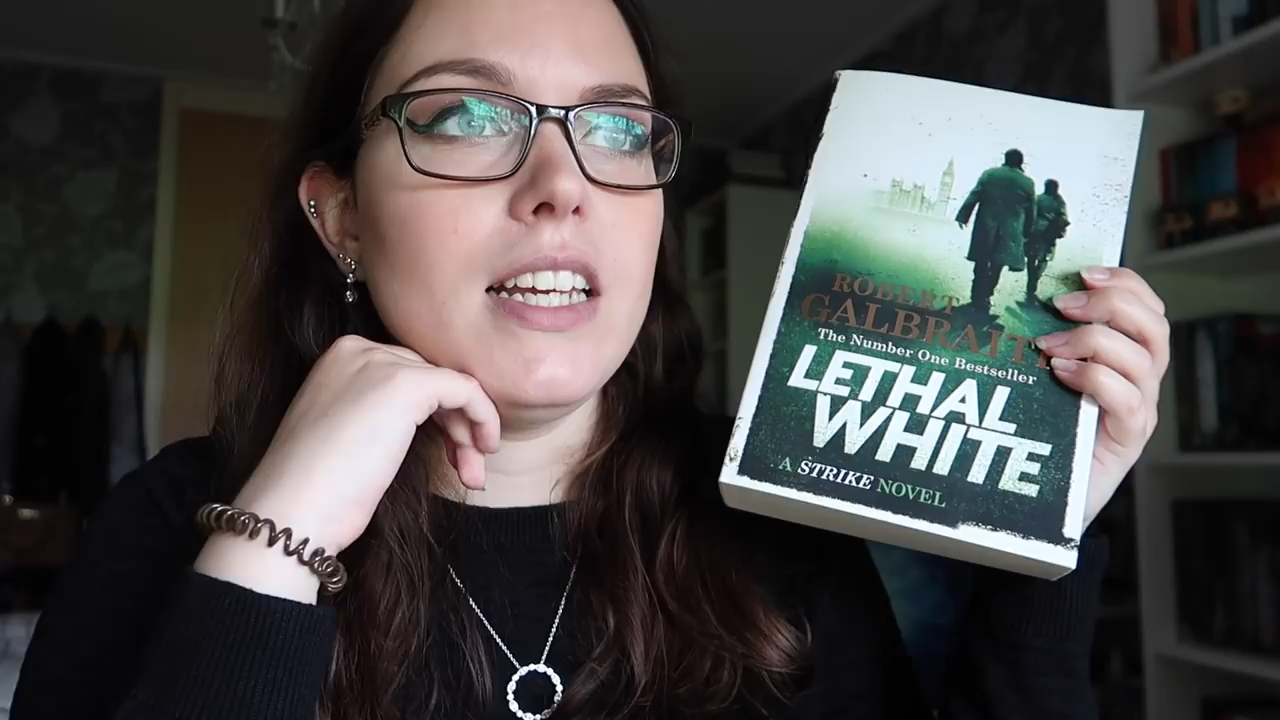 ROBERT
GALBRAITH
The Number One Bestseller
LETHAL
WHITE
A STRIKE NOVEL